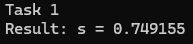 Task 1
Result: s = 0.749155